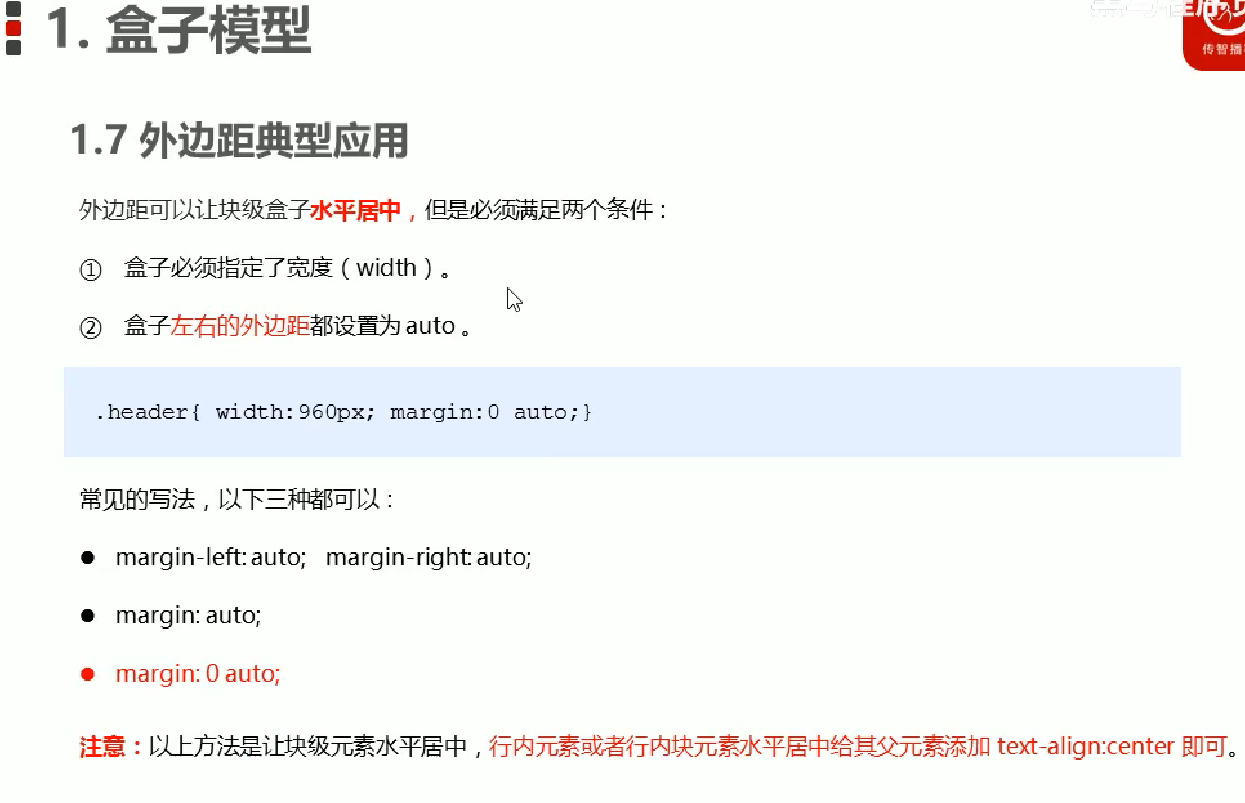 1. 盒子模型
传智播
1.7 外边距典型应用
外边距可以让块级盒子水平居中，但是必须满足两个条件：
① 盒子必须指定了宽度（width）。
② 盒子左右的外边距都设置为 auto 。
.header{ width:960px; margin:0 auto;}
常见的写法，以下三种都可以：
● margin-left: auto; margin-right: auto;
● margin: auto;
● margin: 0 auto;
注意：以上方法是让块级元素水平居中，行内元素或者行内块元素水平居中给其父元素添加 text-align:center 即可。